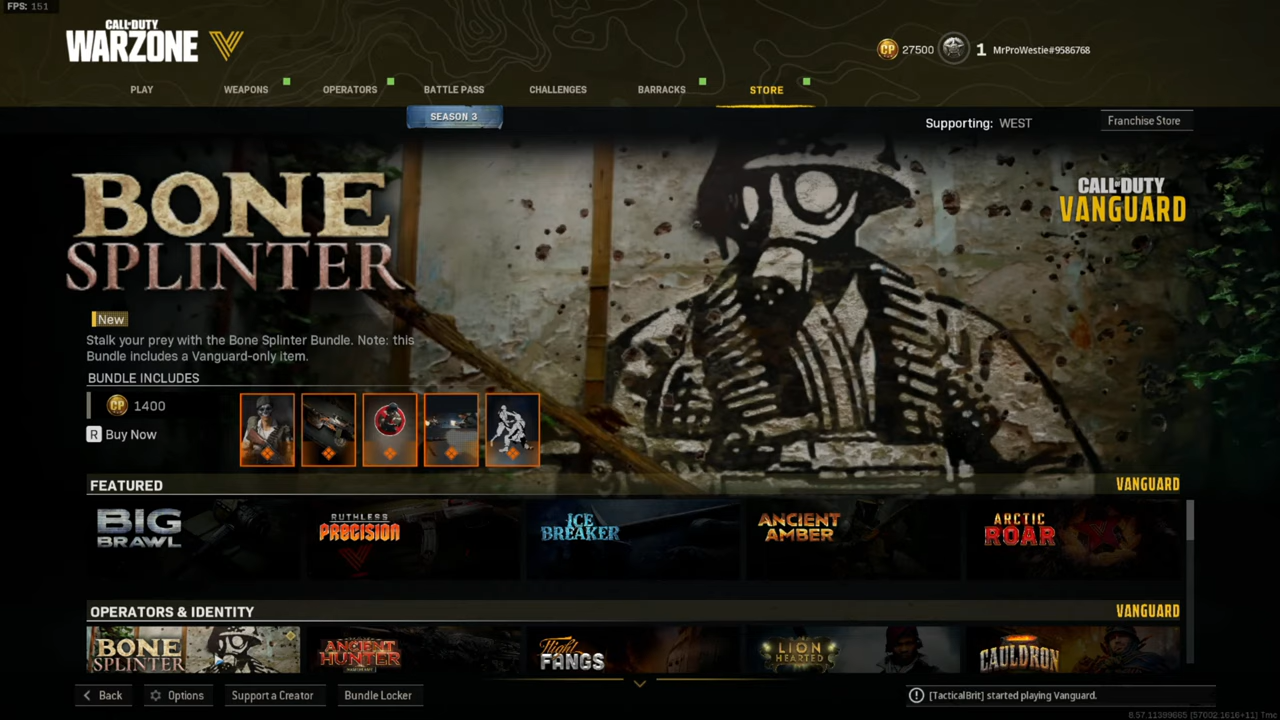 FPS: 151
CALL·DUTY
WARZONE
CP 27500 1 MrProWestie#9586768
PLAY WEAPONS OPERATORS BATTLE PASS CHALLENGES BARRACKS STORE
SEASON 3
Supporting: WEST Franchise Store
BONE
SPLINTER
CALL·DUTY
VANGUARD
New
Stalk your prey with the Bone Splinter Bundle. Note: this
Bundle includes a Vanguard-only item.
BUNDLE INCLUDES
CP 1400
R Buy Now
FEATURED VANGUARD
BIG
BRAWL
RUTHLESS
PRECISION
ICE
BREAKER
ANCIENT
AMBER
ARCTIC
ROAR
OPERATORS & IDENTITY VANGUARD
BONE
SPLINTER
ANCIENT
HUNTER
Flight
FANGS
LION
HEARTED
CAULDRON
Back Options Support a Creator Bundle Locker
[TacticalBrit] started playing Vanguard.